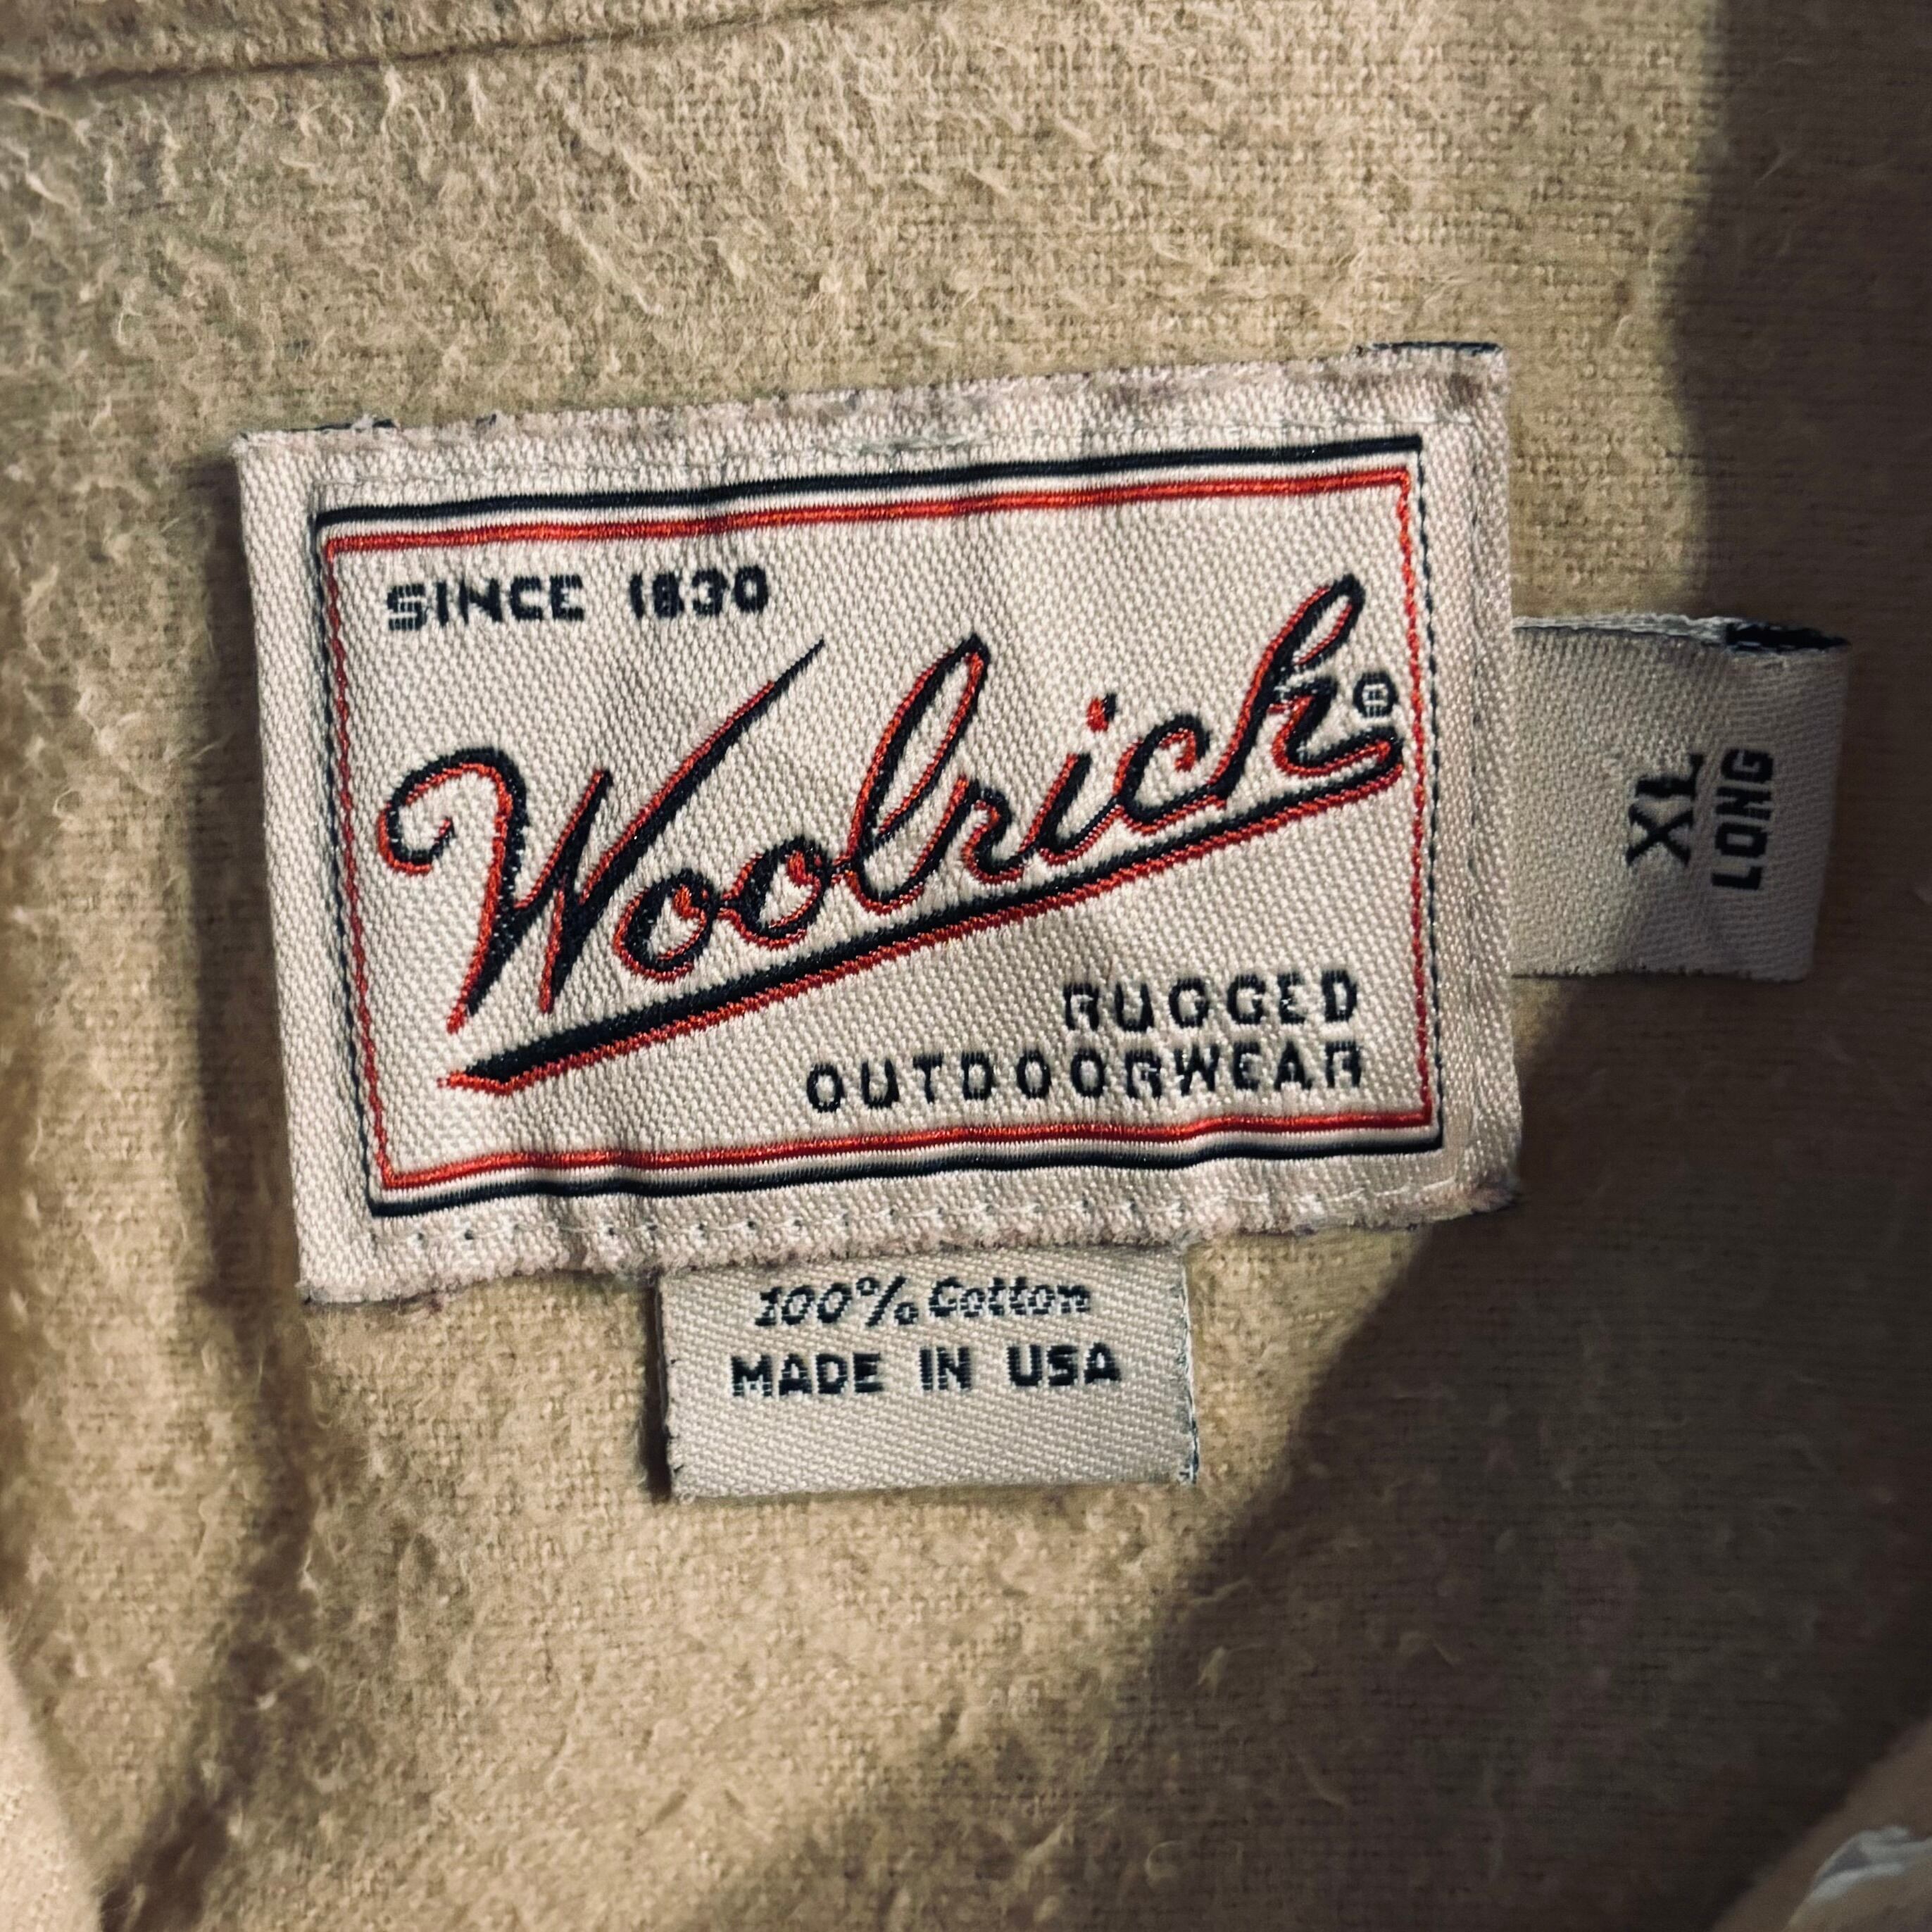 SINCE 1830
Woolrich®
RUGGED
OUTDOORWEAR
XL
LONG
100% Cotton
MADE IN USA